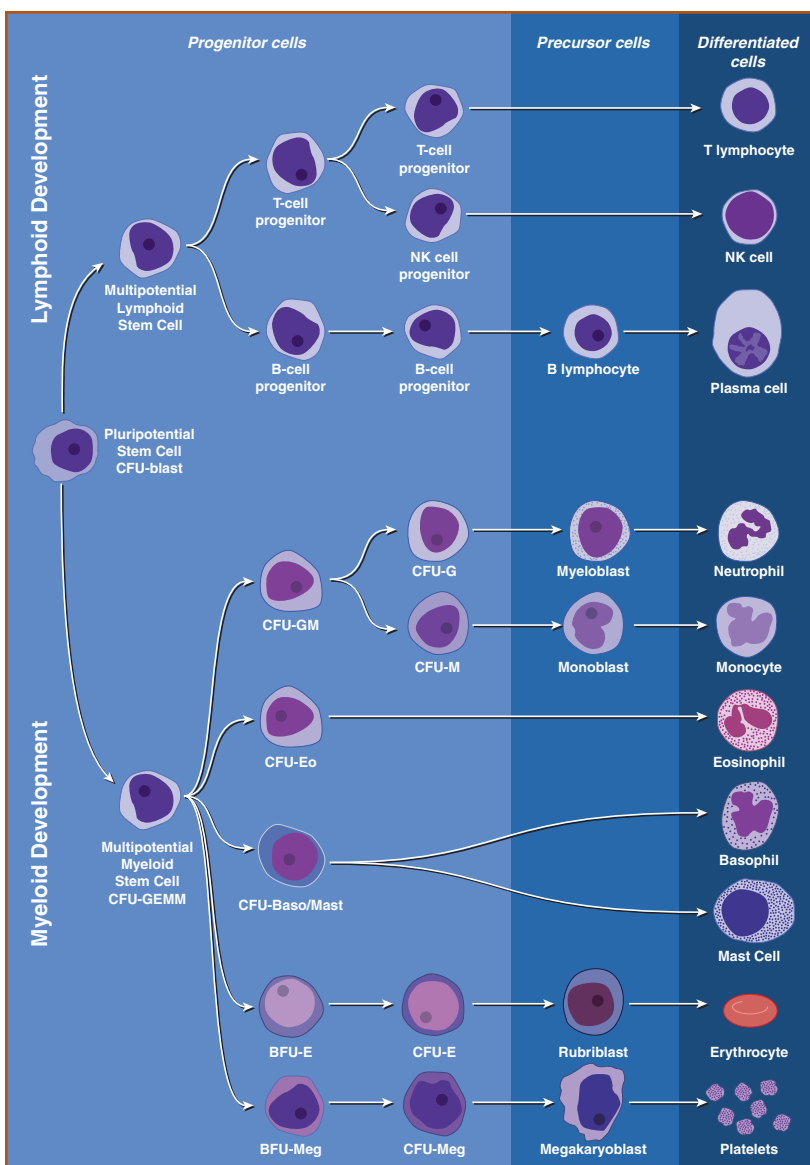 Progenitor cells
Precursor cells
Differentiated
cells
Lymphoid Development
T-cell
progenitor
T lymphocyte
T-cell
progenitor
NK cell
progenitor
NK cell
Multipotential
Lymphoid
Stem Cell
B-cell
progenitor
B-cell
progenitor
B lymphocyte
Plasma cell
Pluripotential
Stem Cell
CFU-blast
Myeloid Development
CFU-G
Myeloblast
Neutrophil
CFU-GM
CFU-M
Monoblast
Monocyte
CFU-Eo
Eosinophil
Multipotential
Myeloid
Stem Cell
CFU-GEMM
CFU-Baso/Mast
Basophil
Mast Cell
BFU-E
CFU-E
Rubriblast
Erythrocyte
BFU-Meg
CFU-Meg
Megakaryoblast
Platelets